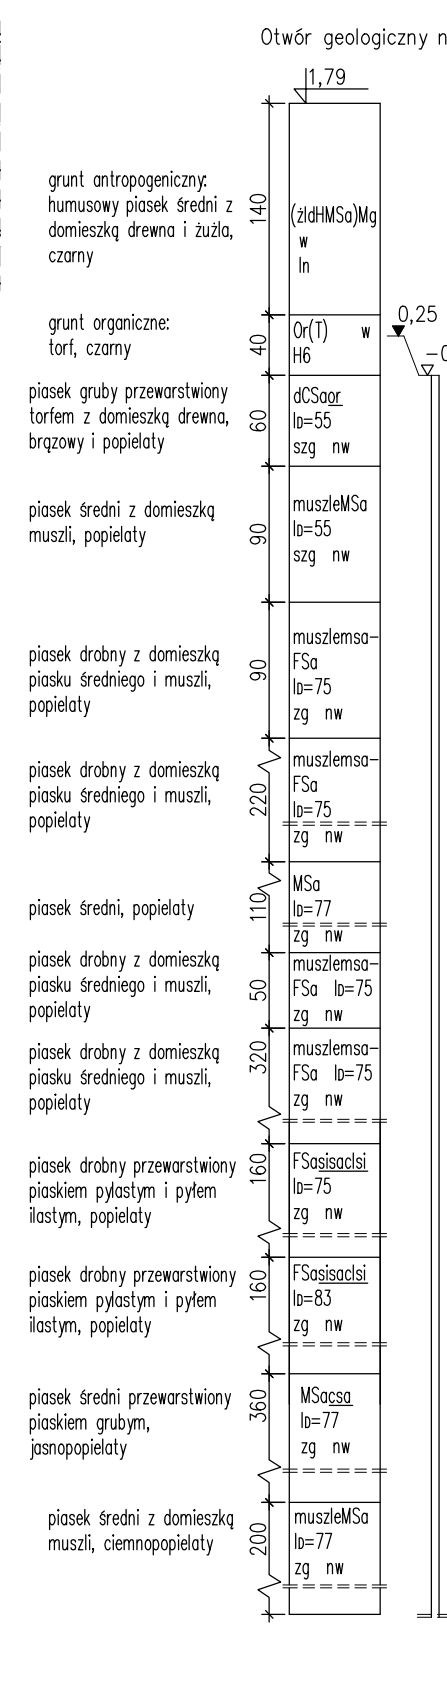 Otwór geologiczny n
1,79
grunt antropogeniczny:
humusowy piasek średni z
domieszką drewna i żużla,
czarny
140
(żldHMSa)Mg
w
ln
grunt organiczne:
torf, czarny
40
Or(T) w
H6
0,25
piasek gruby przewarstwiony
torfem z domieszką drewna,
brązowy i popielaty
60
dCSaor
ID=55
szg nw
piasek średni z domieszką
muszli, popielaty
90
muszleMSa
ID=55
szg nw
piasek drobny z domieszką
piasku średniego i muszli,
popielaty
90
muszlemsa-
FSa
ID=75
zg nw
piasek drobny z domieszką
piasku średniego i muszli,
popielaty
220
muszlemsa-
FSa
ID=75
zg nw
piasek średni, popielaty
110
MSa
ID=77
zg nw
piasek drobny z domieszką
piasku średniego i muszli,
popielaty
50
muszlemsa-
FSa ID=75
zg nw
piasek drobny z domieszką
piasku średniego i muszli,
popielaty
320
muszlemsa-
FSa ID=75
zg nw
piasek drobny przewarstwiony
piaskiem pylastym i pyłem
ilastym, popielaty
160
FSasisaclsi
ID=75
zg nw
piasek drobny przewarstwiony
piaskiem pylastym i pyłem
ilastym, popielaty
160
FSasisaclsi
ID=83
zg nw
piasek średni przewarstwiony
piaskiem grubym,
jasnopopielaty
360
MSacsa
ID=77
zg nw
piasek średni z domieszką
muszli, ciemnopopielaty
200
muszleMSa
ID=77
zg nw